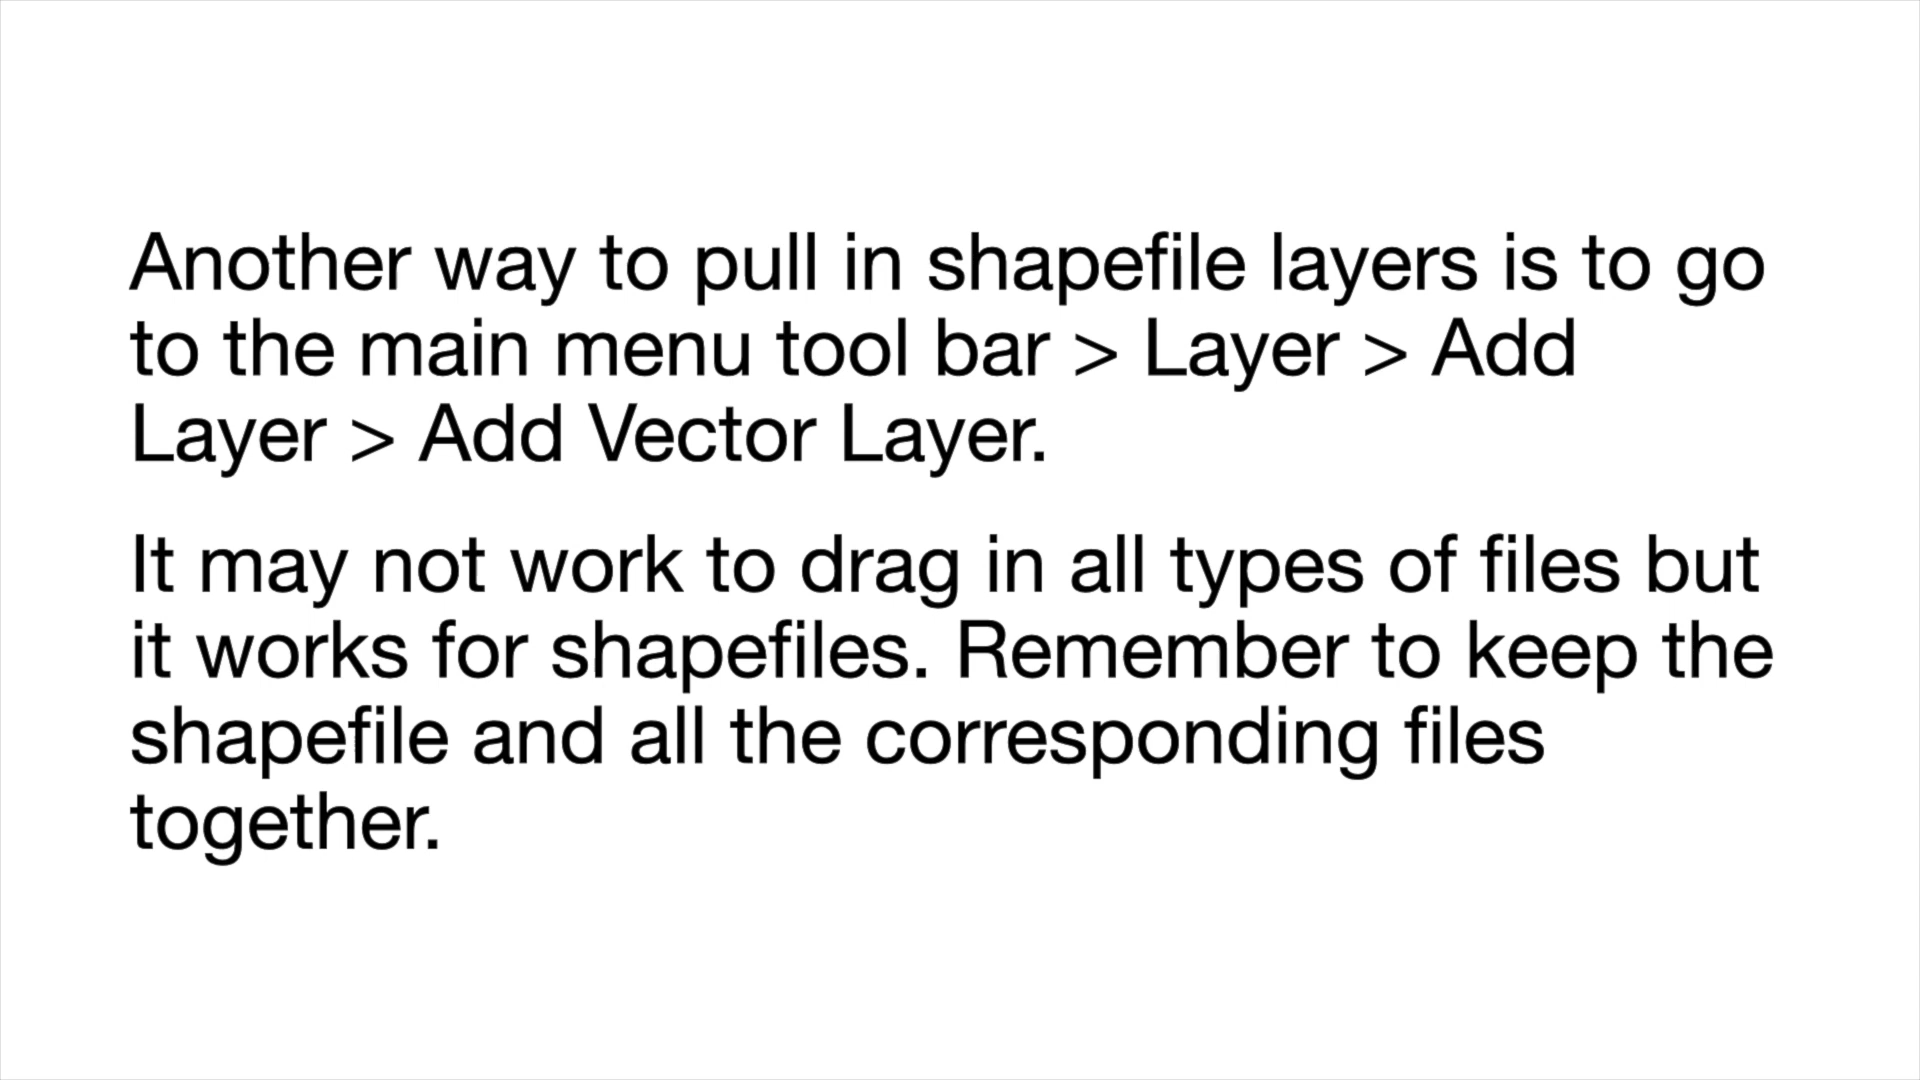 Another way to pull in shapefile layers is to go
to the main menu tool bar > Layer > Add
Layer > Add Vector Layer.
It may not work to drag in all types of files but
it works for shapefiles. Remember to keep the
shapefile and all the corresponding files
together.